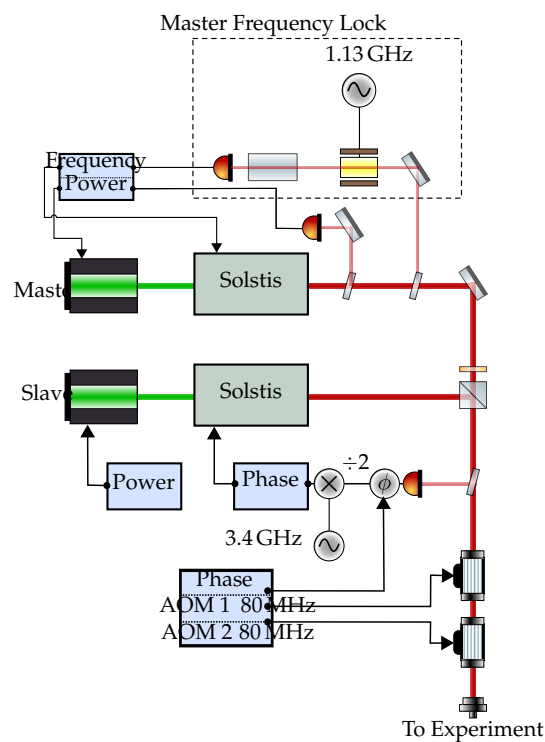 Master Frequency Lock
1.13 GHz
Frequency
Power
Maste
Solstis
Slave
Solstis
Power
Phase
÷2
ϕ
3.4 GHz
Phase
AOM 1 80 MHz
AOM 2 80 MHz
To Experiment